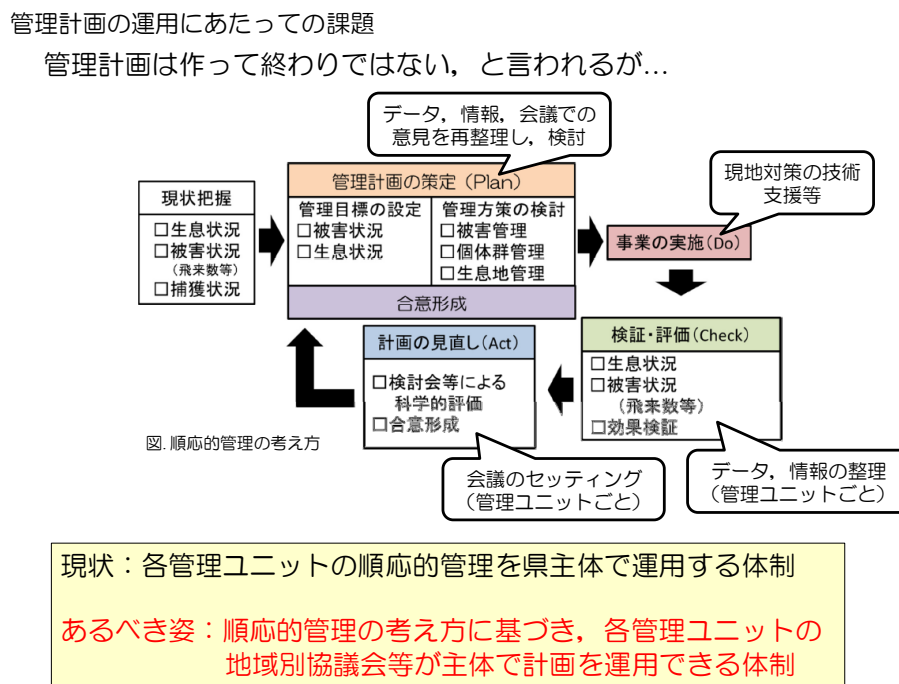 管理計画の運用にあたっての課題
管理計画は作って終わりではない，と言われるが…
データ，情報，会議での
意見を再整理し，検討
現地対策の技術
支援等
現状把握
□生息状況
□被害状況
（飛来数等）
□捕獲状況
管理計画の策定（Plan）
管理目標の設定
□被害状況
□生息状況
管理方策の検討
□被害管理
□個体群管理
□生息地管理
合意形成
事業の実施(Do)
検証・評価(Check)
□生息状況
□被害状況
（飛来数等）
□効果検証
計画の見直し(Act)
□検討会等による
科学的評価
□合意形成
図. 順応的管理の考え方
会議のセッティング
（管理ユニットごと）
データ，情報の整理
（管理ユニットごと）
現状：各管理ユニットの順応的管理を県主体で運用する体制
あるべき姿：順応的管理の考え方に基づき，各管理ユニットの
地域別協議会等が主体で計画を運用できる体制